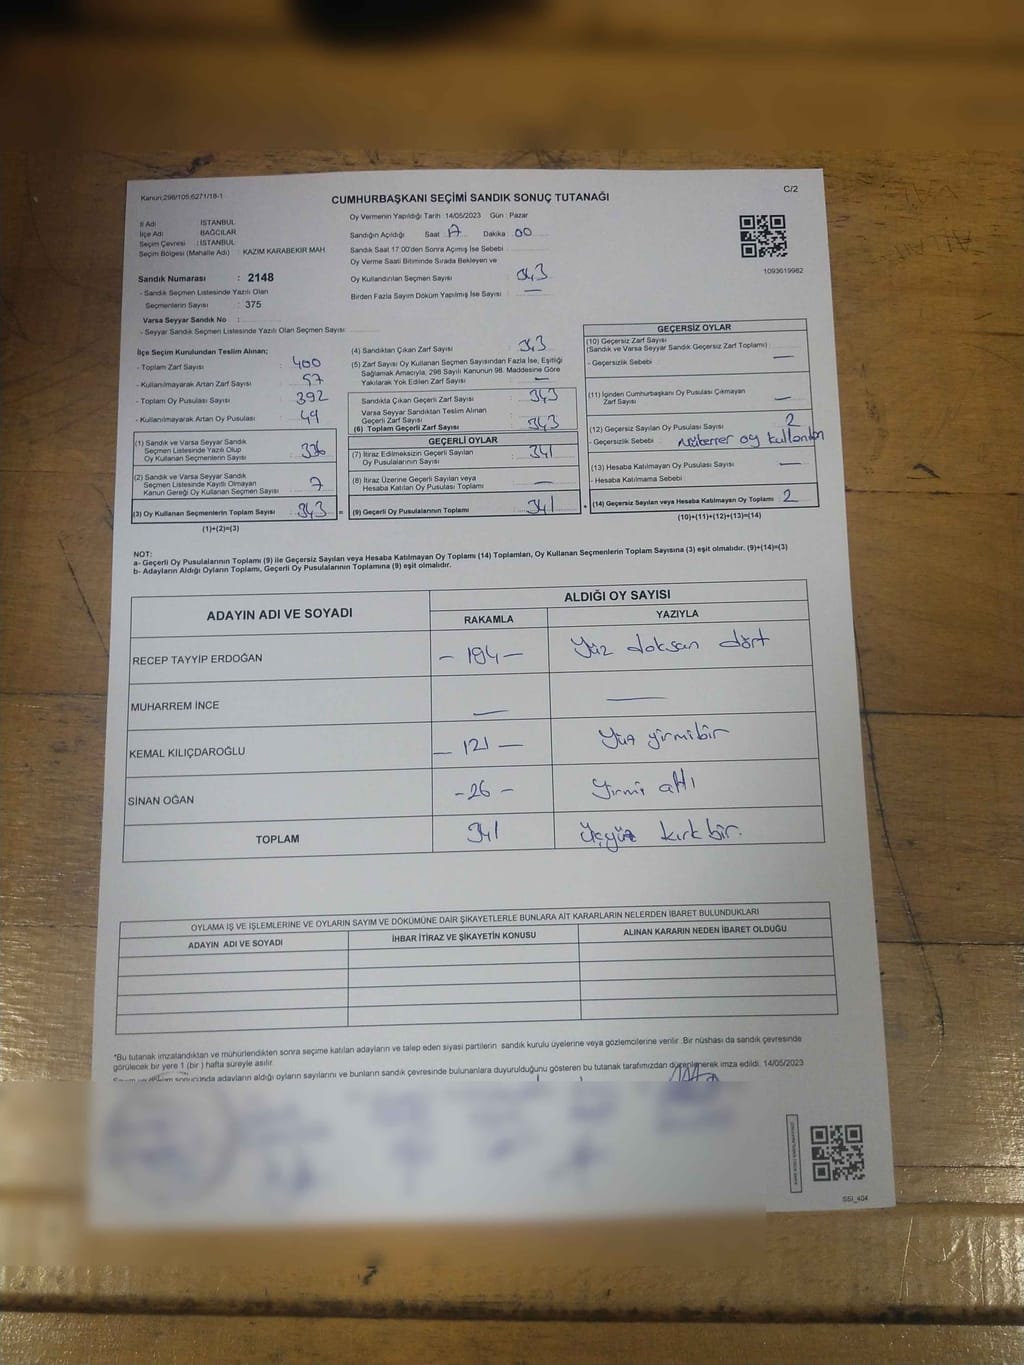 Kanun;298/105,6271/18-1
C/2
CUMHURBAŞKANI SEÇİMİ SANDIK SONUÇ TUTANAĞI
İl Adı İSTANBUL
İlçe Adı BAĞCILAR
Seçim Çevresi : İSTANBUL
Seçim Bölgesi (Mahalle Adı) KAZIM KARABEKİR MAH
Oy Vermenin Yapıldığı Tarih :14/05/2023 Gün : Pazar
Sandığın Açıldığı Saat 17 Dakika 00
Sandık Saat 17:00'den Sonra Açımış İse Sebebi
Oy Verme Saati Bitiminde Sırada Bekleyen ve
Oy Kullandırılan Seçmen Sayısı : 343
Birden Fazla Sayım Döküm Yapılmış İse Sayısı : —
1093619982
Sandık Numarası : 2148
- Sandık Seçmen Listesinde Yazılı Olan
Seçmenlerin Sayısı : 375
Varsa Seyyar Sandık No :
- Seyyar Sandık Seçmen Listesinde Yazılı Olan Seçmen Sayısı:
İlçe Seçim Kurulundan Teslim Alınan;
- Toplam Zarf Sayısı : 400
- Kullanılmayarak Artan Zarf Sayısı : 57
- Toplam Oy Pusulası Sayısı : 392
- Kullanılmayarak Artan Oy Pusulası : 49
(1) Sandık ve Varsa Seyyar Sandık
Seçmen Listesinde Yazılı Olup
Oy Kullanan Seçmenlerin Sayısı : 336
(2) Sandık ve Varsa Seyyar Sandık
Seçmen Listesinde Kayıtlı Olmayan
Kanun Gereği Oy Kullanan Seçmen Sayısı : 7
(3) Oy Kullanan Seçmenlerin Toplam Sayısı : 343 =
(1)+(2)=(3)
(4) Sandıktan Çıkan Zarf Sayısı : 343
(5) Zarf Sayısı Oy Kullanan Seçmen Sayısından Fazla İse, Eşitliği
Sağlamak Amacıyla, 298 Sayılı Kanunun 98. Maddesine Göre
Yakılarak Yok Edilen Zarf Sayısı : —
Sandıkta Çıkan Geçerli Zarf Sayısı : 343
Varsa Seyyar Sandıktan Teslim Alınan
Geçerli Zarf Sayısı
(6) Toplam Geçerli Zarf Sayısı : 343
GEÇERLİ OYLAR
(7) İtiraz Edilmeksizin Geçerli Sayılan
Oy Pusulalarının Sayısı : 341
(8) İtiraz Üzerine Geçerli Sayılan veya
Hesaba Katılan Oy Pusulası Toplamı : —
(9) Geçerli Oy Pusulalarının Toplamı : 341 +
GEÇERSİZ OYLAR
(10) Geçersiz Zarf Sayısı
(Sandık ve Varsa Seyyar Sandık Geçersiz Zarf Toplamı) :
- Geçersizlik Sebebi : —
(11) İçinden Cumhurbaşkanı Oy Pusulası Çıkmayan
Zarf Sayısı : —
(12) Geçersiz Sayılan Oy Pusulası Sayısı : 2
- Geçersizlik Sebebi :
(13) Hesaba Katılmayan Oy Pusulası Sayısı : —
- Hesaba Katılmama Sebebi
(14) Geçersiz Sayılan veya Hesaba Katılmayan Oy Toplamı : 2
(10)+(11)+(12)+(13)=(14)
NOT:
a- Geçerli Oy Pusulalarının Toplamı (9) ile Geçersiz Sayılan veya Hesaba Katılmayan Oy Toplamı (14) Toplamları, Oy Kullanan Seçmenlerin Toplam Sayısına (3) eşit olmalıdır. (9)+(14)=(3)
b- Adayların Aldığı Oyların Toplamı, Geçerli Oy Pusulalarının Toplamına (9) eşit olmalıdır.
ADAYIN ADI VE SOYADI ALDIĞI OY SAYISI
RAKAMLA YAZIYLA
RECEP TAYYİP ERDOĞAN — 194 — Yüz doksan dört
MUHARREM İNCE — —
KEMAL KILIÇDAROĞLU — 121 — Yüz yirmibir
SİNAN OĞAN - 26 - Yirmi altı
TOPLAM 341 Üçyüz kırk bir.
OYLAMA İŞ VE İŞLEMLERİNE VE OYLARIN SAYIM VE DÖKÜMÜNE DAİR ŞİKAYETLERLE BUNLARA AİT KARARLARIN NELERDEN İBARET BULUNDUKLARI
ADAYIN ADI VE SOYADI İHBAR İTİRAZ VE ŞİKAYETİN KONUSU ALINAN KARARIN NEDEN İBARET OLDUĞU
*Bu tutanak imzalandıktan ve mühürlendikten sonra seçime katılan adayların ve talep eden siyasi partilerin sandık kurulu üyelerine veya gözlemcilerine verilir .Bir nüshası da sandık çevresinde
görülecek bir yere 1 (bir ) hafta süreyle asılır.
sonucunda adayların aldığı oyların sayılarını ve bunların sandık çevresinde bulunanlara duyurulduğunu gösteren bu tutanak tarafımızdan düzenlenerek imza edildi. 14/05/2023
SSİ_404